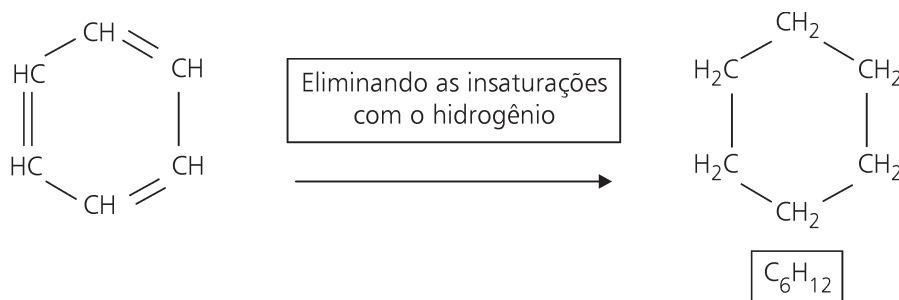 CH
HC
CH
HC
CH
CH
Eliminando as insaturações
com o hidrogênio
CH₂
H₂C
CH₂
H₂C
CH₂
CH₂
C₆H₁₂